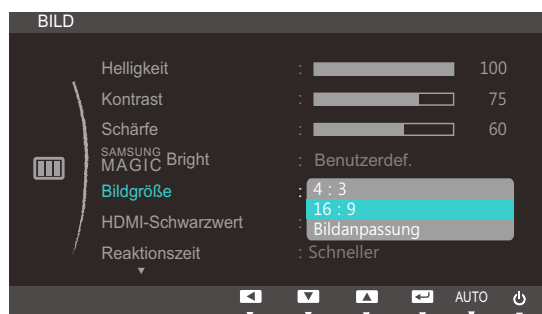 BILD
Helligkeit : 100
Kontrast : 75
Schärfe : 60
SAMSUNG MAGIC Bright : Benutzerdef.
Bildgröße : 4 : 3
16 : 9
HDMI-Schwarzwert : Bildanpassung
Reaktionszeit : Schneller
AUTO